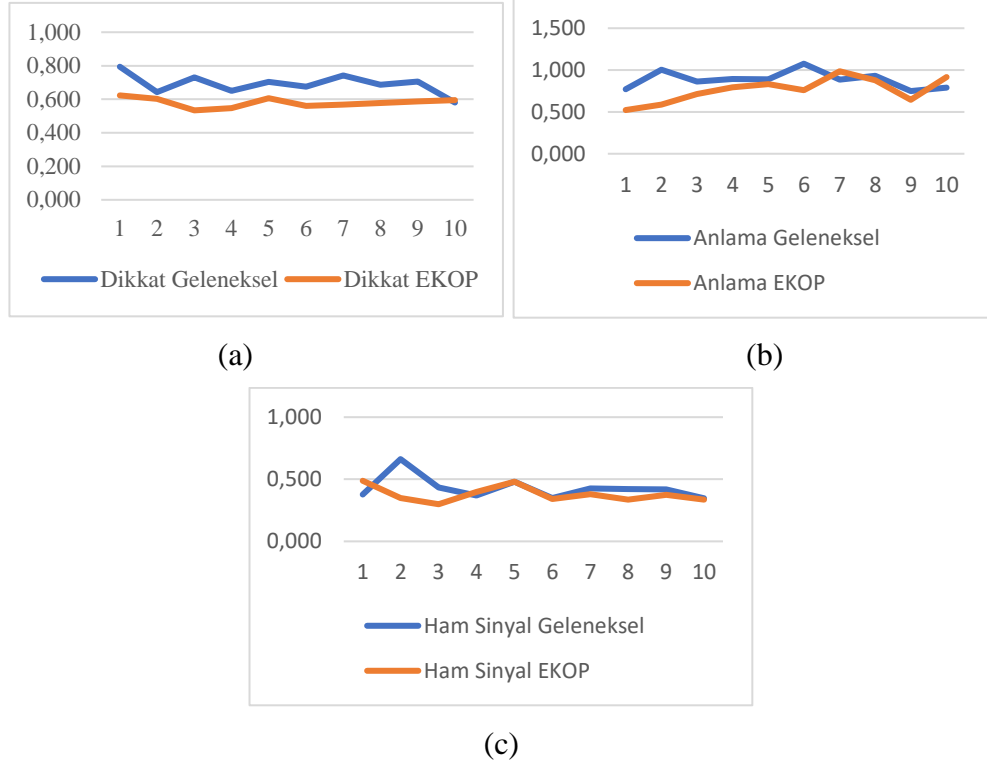 1,000
0,800
0,600
0,400
0,200
0,000
1 2 3 4 5 6 7 8 9 10
Dikkat Geleneksel Dikkat EKOP
(a)
1,500
1,000
0,500
0,000
1 2 3 4 5 6 7 8 9 10
Anlama Geleneksel
Anlama EKOP
(b)
1,000
0,500
0,000
1 2 3 4 5 6 7 8 9 10
Ham Sinyal Geleneksel
Ham Sinyal EKOP
(c)